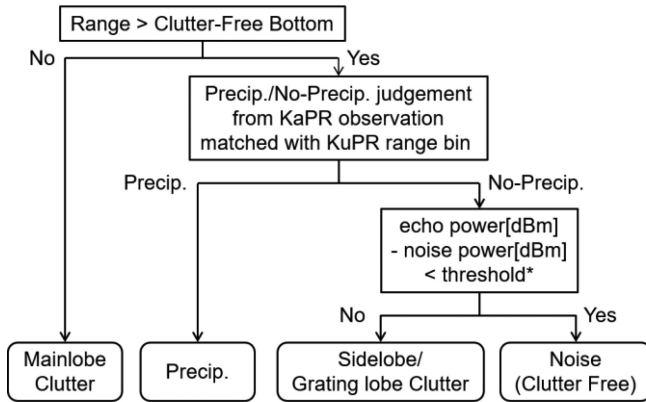 Range > Clutter-Free Bottom
No
Yes
Precip./No-Precip. judgement
from KaPR observation
matched with KuPR range bin
Precip.
No-Precip.
echo power[dBm]
- noise power[dBm]
< threshold*
No
Yes
Mainlobe
Clutter
Precip.
Sidelobe/
Grating lobe Clutter
Noise
(Clutter Free)